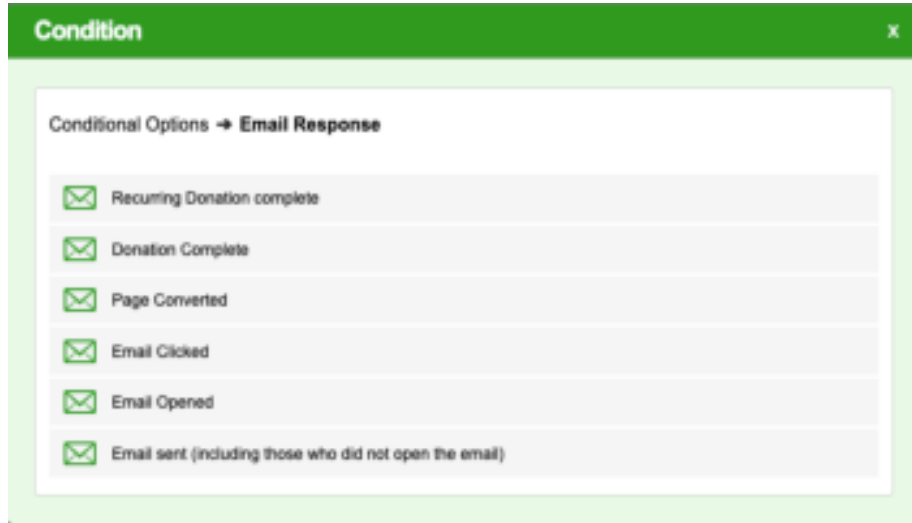 Condition x
Conditional Options ➔ Email Response
Recurring Donation complete
Donation Complete
Page Converted
Email Clicked
Email Opened
Email sent (including those who did not open the email)